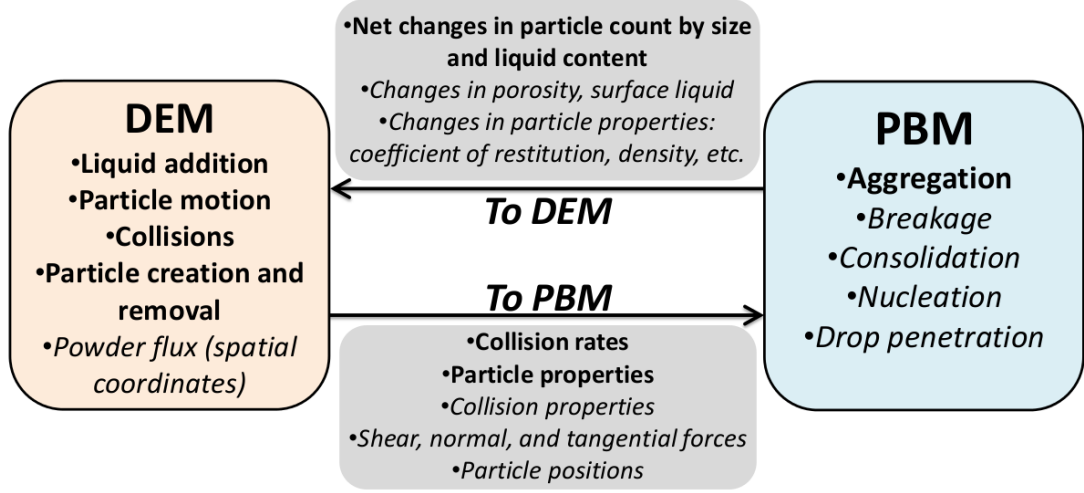 •Net changes in particle count by size
and liquid content
•Changes in porosity, surface liquid
•Changes in particle properties:
coefficient of restitution, density, etc.
DEM
•Liquid addition
•Particle motion
•Collisions
•Particle creation and
removal
•Powder flux (spatial
coordinates)
To DEM
To PBM
PBM
•Aggregation
•Breakage
•Consolidation
•Nucleation
•Drop penetration
•Collision rates
•Particle properties
•Collision properties
•Shear, normal, and tangential forces
•Particle positions